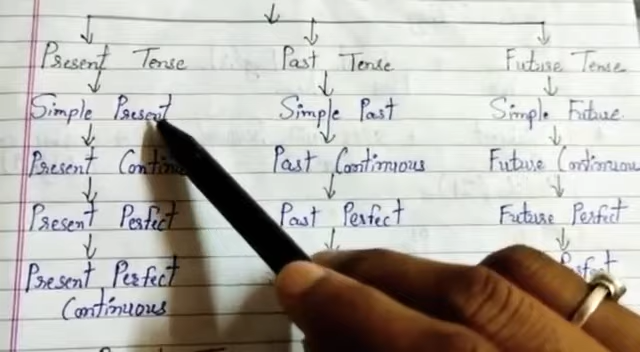 Present Tense Past Tense Future Tense
Simple Present Simple Past Simple Future
Present Past Continuous Future Continuous
Present Perfect Past Perfect Future Perfect
Present Perfect
Continuous